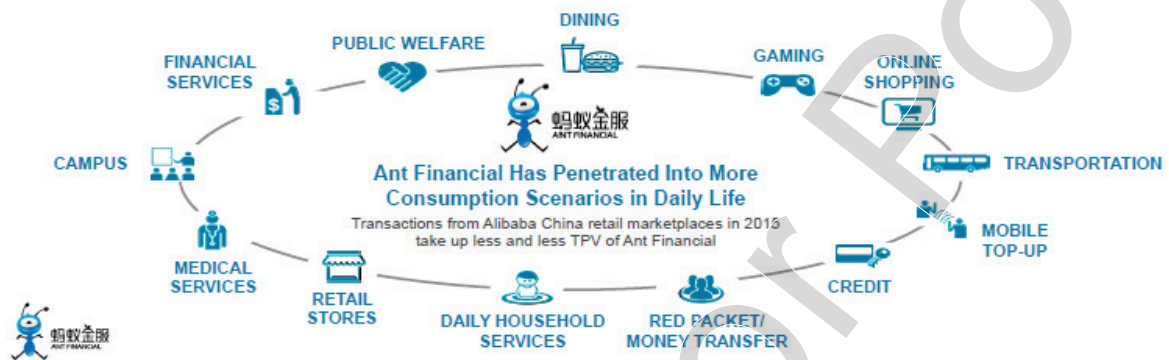 DINING
PUBLIC WELFARE
GAMING
FINANCIAL
SERVICES
ONLINE
SHOPPING
蚂蚁金服
ANT FINANCIAL
CAMPUS
Ant Financial Has Penetrated Into More
Consumption Scenarios in Daily Life
TRANSPORTATION
Transactions from Alibaba China retail marketplaces in
take up less and less TPV of Ant Financial
MOBILE
TOP-UP
MEDICAL
SERVICES
CREDIT
RETAIL
STORES
DAILY HOUSEHOLD
SERVICES
RED PACKET/
MONEY TRANSFER
蚂蚁金服
ANT FINANCIAL
or Po